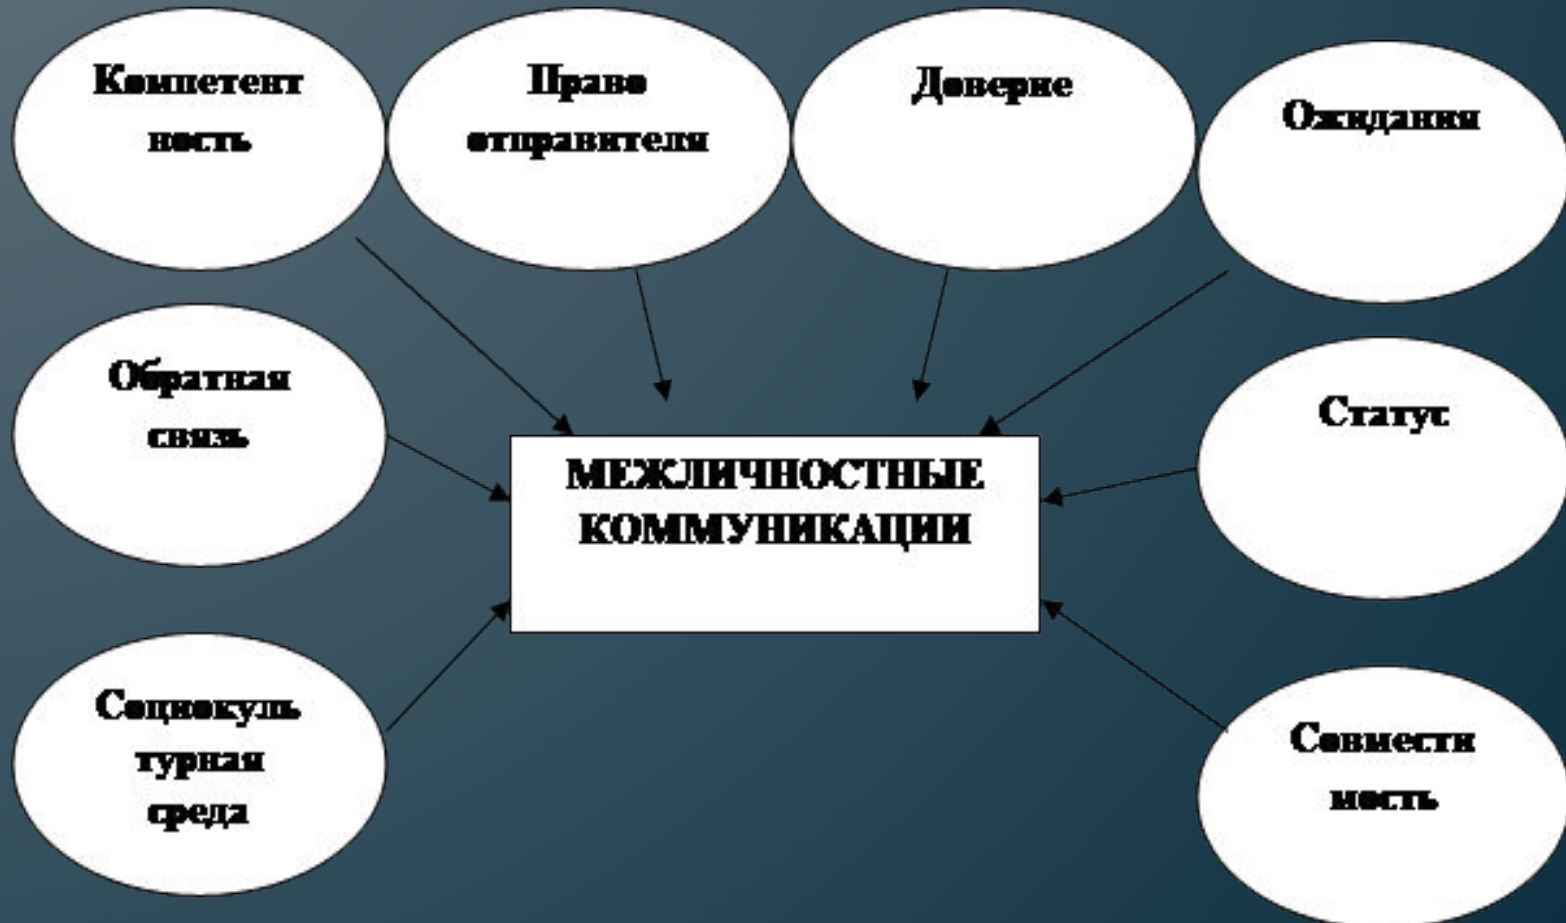 Компетент
ность
Право
отправителя
Доверие
Ожидания
Обратная
связь
МЕЖЛИЧНОСТНЫЕ
КОММУНИКАЦИИ
Статус
Социокуль
турная
среда
Совмести
мость